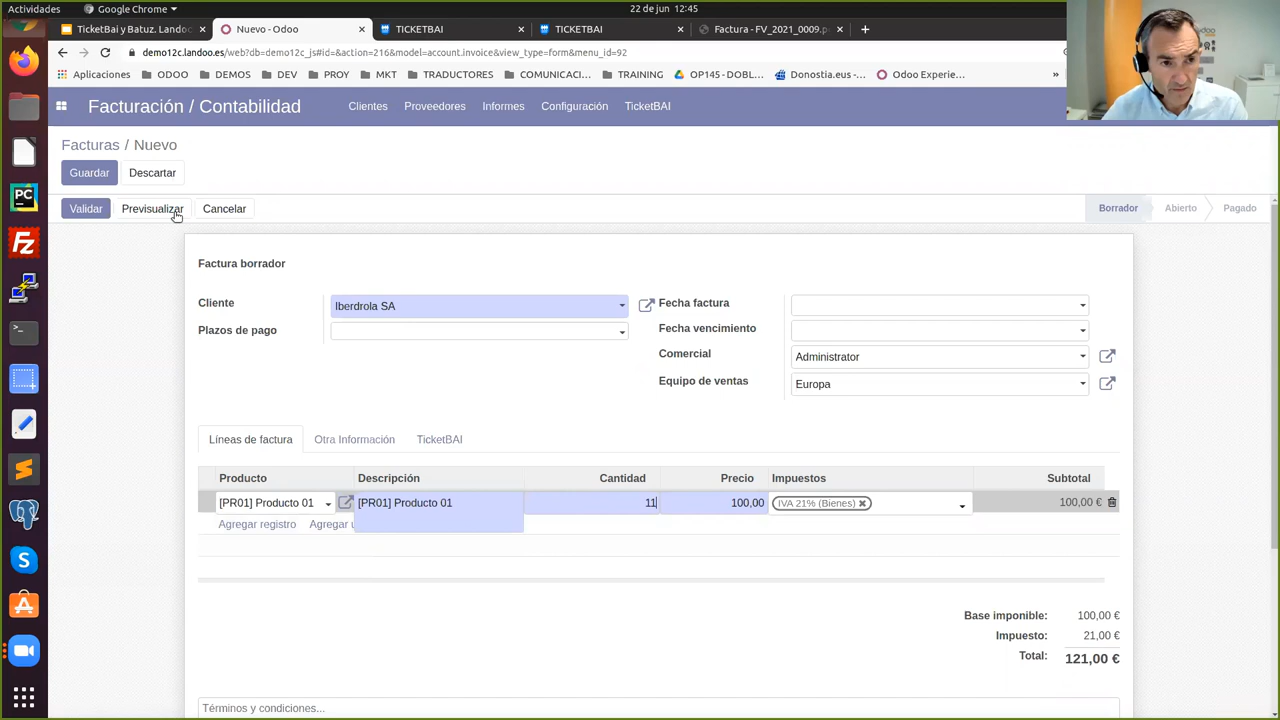 Actividades
Google Chrome
22 de jun 12:45
TicketBai y Batuz. Landoo
Nuevo - Odoo
TICKETBAI
TICKETBAI
Factura - FV_2021_0009.p
demo12c.landoo.es/web?db=demo12c_js#id=&action=216&model=account.invoice&view_type=form&menu_id=92
Aplicaciones
ODOO
DEMOS
DEV
PROY
MKT
TRADUCTORES
COMUNICACI...
TRAINING
OP145 - DOBL...
Donostia.eus -...
Odoo Experie...
»
Facturación / Contabilidad
Clientes
Proveedores
Informes
Configuración
TicketBAI
Facturas / Nuevo
Guardar
Descartar
Validar
Previsualizar
Cancelar
Borrador
Abierto
Pagado
Factura borrador
Cliente
Iberdrola SA
Plazos de pago
Fecha factura
Fecha vencimiento
Comercial
Administrator
Equipo de ventas
Europa
Líneas de factura
Otra Información
TicketBAI
Producto
Descripción
Cantidad
Precio
Impuestos
Subtotal
[PR01] Producto 01
[PR01] Producto 01
11
100,00
IVA 21% (Bienes)
100,00 €
Agregar registro
Agregar u
Base imponible: 100,00 €
Impuesto: 21,00 €
Total: 121,00 €
Términos y condiciones...